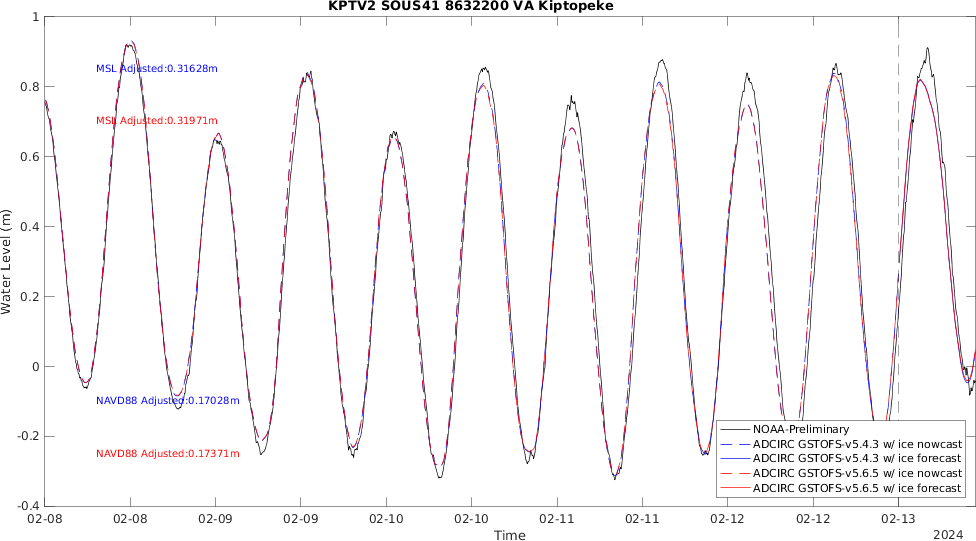 KPTV2 SOUS41 8632200 VA Kiptopeke
1
0.8
0.6
0.4
0.2
0
-0.2
-0.4
Water Level (m)
MSL Adjusted:0.31628m
MSL Adjusted:0.31971m
NAVD88 Adjusted:0.17028m
NAVD88 Adjusted:0.17371m
NOAA-Preliminary
ADCIRC GSTOFS-v5.4.3 w/ ice nowcast
ADCIRC GSTOFS-v5.4.3 w/ ice forecast
ADCIRC GSTOFS-v5.6.5 w/ ice nowcast
ADCIRC GSTOFS-v5.6.5 w/ ice forecast
02-08 02-08 02-09 02-09 02-10 02-10 02-11 02-11 02-12 02-12 02-13
Time
2024